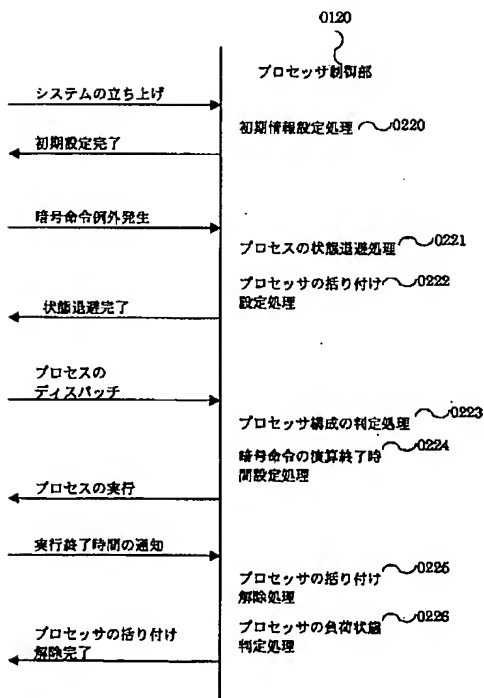 0120
プロセッサ制御部
システムの立ち上げ
初期情報設定処理 0220
初期設定完了
暗号命令例外発生
プロセスの状態退避処理 0221
プロセッサの括り付け 0222
設定処理
状態退避完了
プロセスの
ディスパッチ
プロセッサ構成の判定処理 0223
暗号命令の演算終了時 0224
間設定処理
プロセスの実行
実行終了時間の通知
プロセッサの括り付け 0225
解除処理
プロセッサの負荷状態 0226
判定処理
プロセッサの括り付け
解除完了